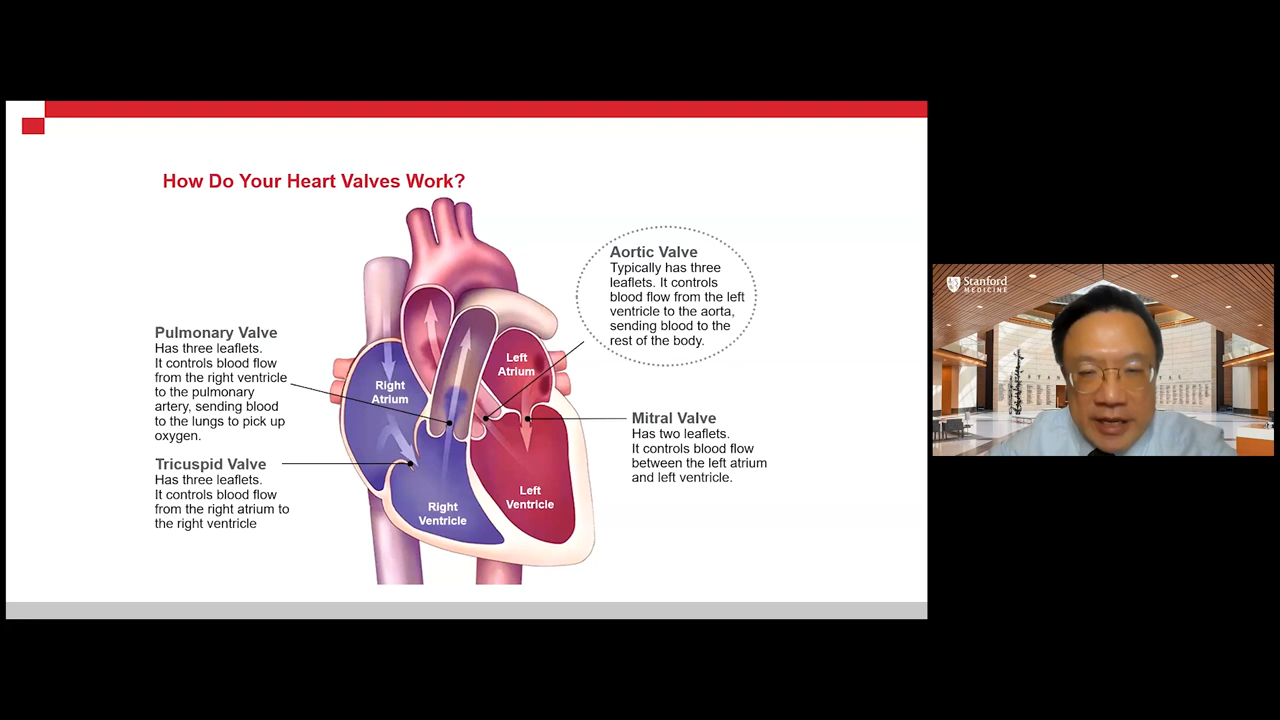 How Do Your Heart Valves Work?
Aortic Valve
Typically has three
leaflets. It controls
blood flow from the left
ventricle to the aorta,
sending blood to the
rest of the body.
Pulmonary Valve
Has three leaflets.
It controls blood flow
from the right ventricle
to the pulmonary
artery, sending blood
to the lungs to pick up
oxygen.
Tricuspid Valve
Has three leaflets.
It controls blood flow
from the right atrium to
the right ventricle
Left
Atrium
Right
Atrium
Mitral Valve
Has two leaflets.
It controls blood flow
between the left atrium
and left ventricle.
Left
Ventricle
Right
Ventricle
Stanford
MEDICINE